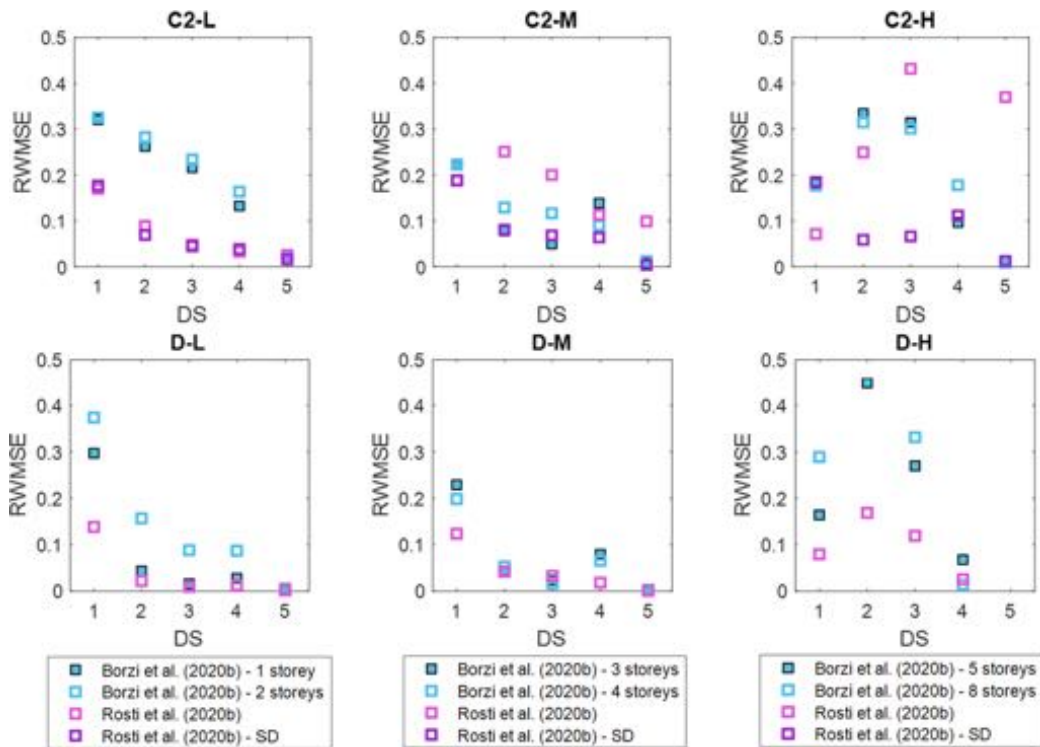 C2-L
C2-M
C2-H
0.5
0.4
0.3
0.2
0.1
0
RWMSE
1 2 3 4 5
DS
0.5
0.4
0.3
0.2
0.1
0
RWMSE
1 2 3 4 5
DS
0.5
0.4
0.3
0.2
0.1
0
RWMSE
1 2 3 4 5
DS
D-L
D-M
D-H
0.5
0.4
0.3
0.2
0.1
0
RWMSE
1 2 3 4 5
DS
0.5
0.4
0.3
0.2
0.1
0
RWMSE
1 2 3 4 5
DS
0.5
0.4
0.3
0.2
0.1
0
RWMSE
1 2 3 4 5
DS
Borzi et al. (2020b) - 1 storey
Borzi et al. (2020b) - 2 storeys
Rosti et al. (2020b)
Rosti et al. (2020b) - SD
Borzi et al. (2020b) - 3 storeys
Borzi et al. (2020b) - 4 storeys
Rosti et al. (2020b)
Rosti et al. (2020b) - SD
Borzi et al. (2020b) - 5 storeys
Borzi et al. (2020b) - 8 storeys
Rosti et al. (2020b)
Rosti et al. (2020b) - SD